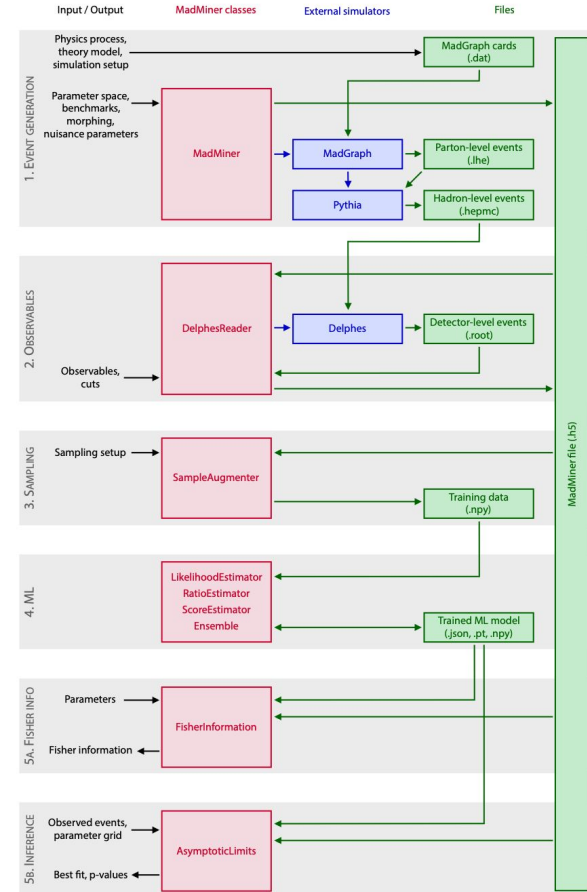 Input / Output
MadMiner classes
External simulators
Files
1. EVENT GENERATION
Physics process,
theory model,
simulation setup
MadGraph cards
(.dat)
Parameter space,
benchmarks,
morphing,
nuisance parameters
MadMiner
MadGraph
Parton-level events
(.lhe)
Pythia
Hadron-level events
(.hepmc)
2. OBSERVABLES
DelphesReader
Delphes
Detector-level events
(.root)
Observables,
cuts
MadMiner file (.h5)
3. SAMPLING
Sampling setup
SampleAugmenter
Training data
(.npy)
4. ML
LikelihoodEstimator
RatioEstimator
ScoreEstimator
Ensemble
Trained ML model
(.json, .pt, .npy)
5A. FISHER INFO
Parameters
FisherInformation
Fisher information
5B. INFERENCE
Observed events,
parameter grid
AsymptoticLimits
Best fit, p-values